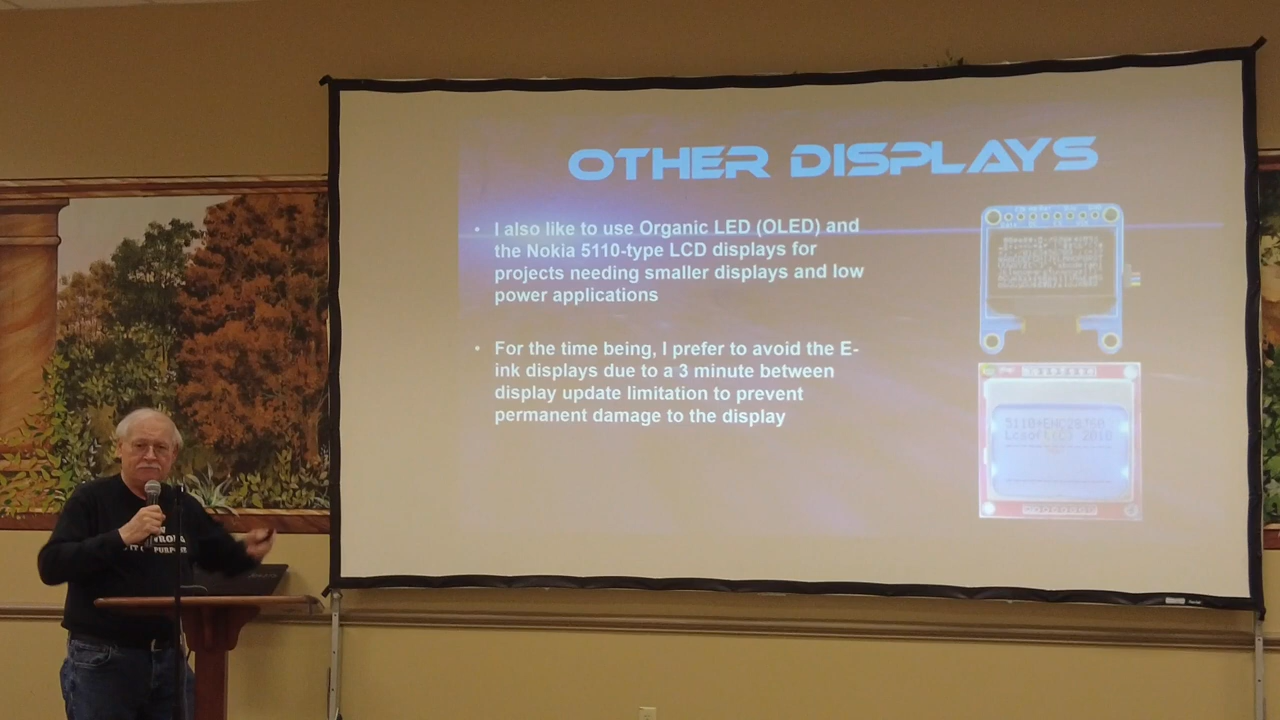 OTHER DISPLAYS
• I also like to use Organic LED (OLED) and
the Nokia 5110-type LCD displays for
projects needing smaller displays and low
power applications
• For the time being, I prefer to avoid the E-
ink displays due to a 3 minute between
display update limitation to prevent
permanent damage to the display